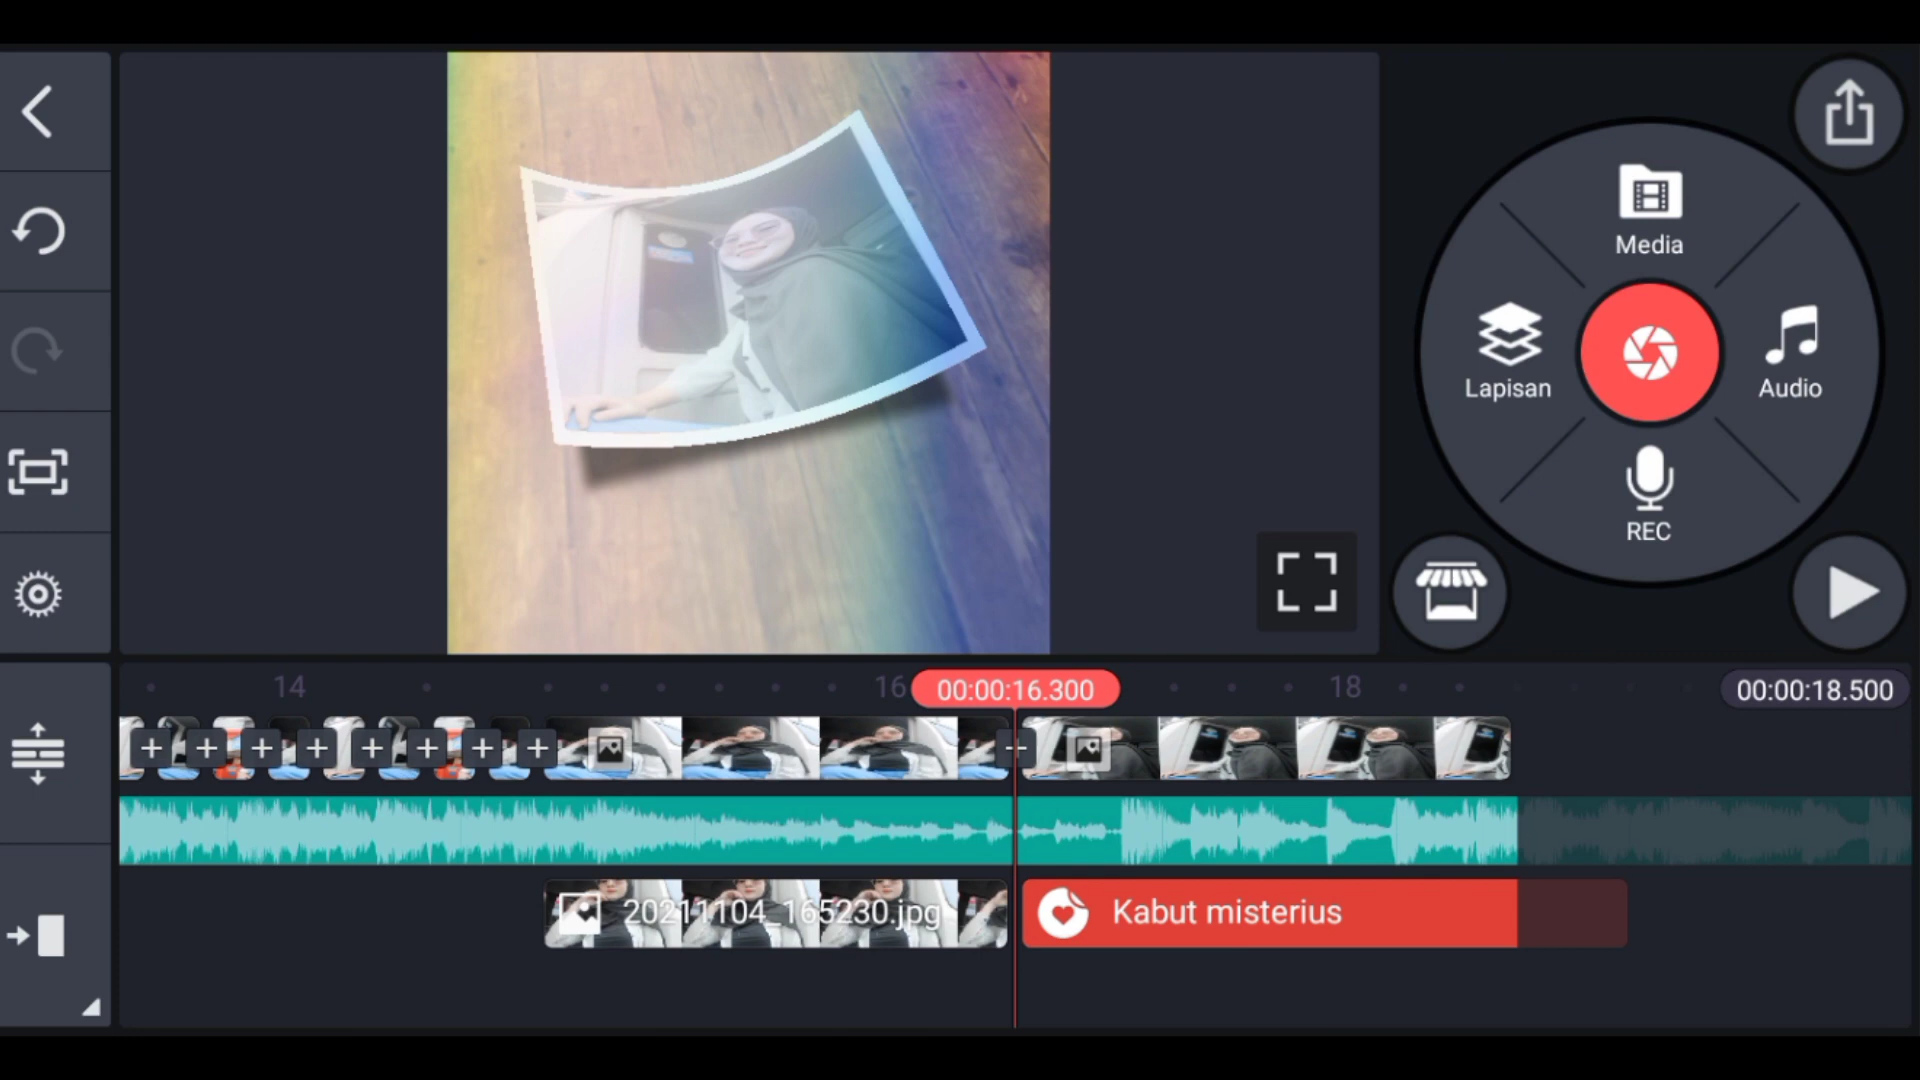 Media
Lapisan
Audio
REC
14
16
00:00:16.300
18
00:00:18.500
20211104_165230.jpg
Kabut misterius